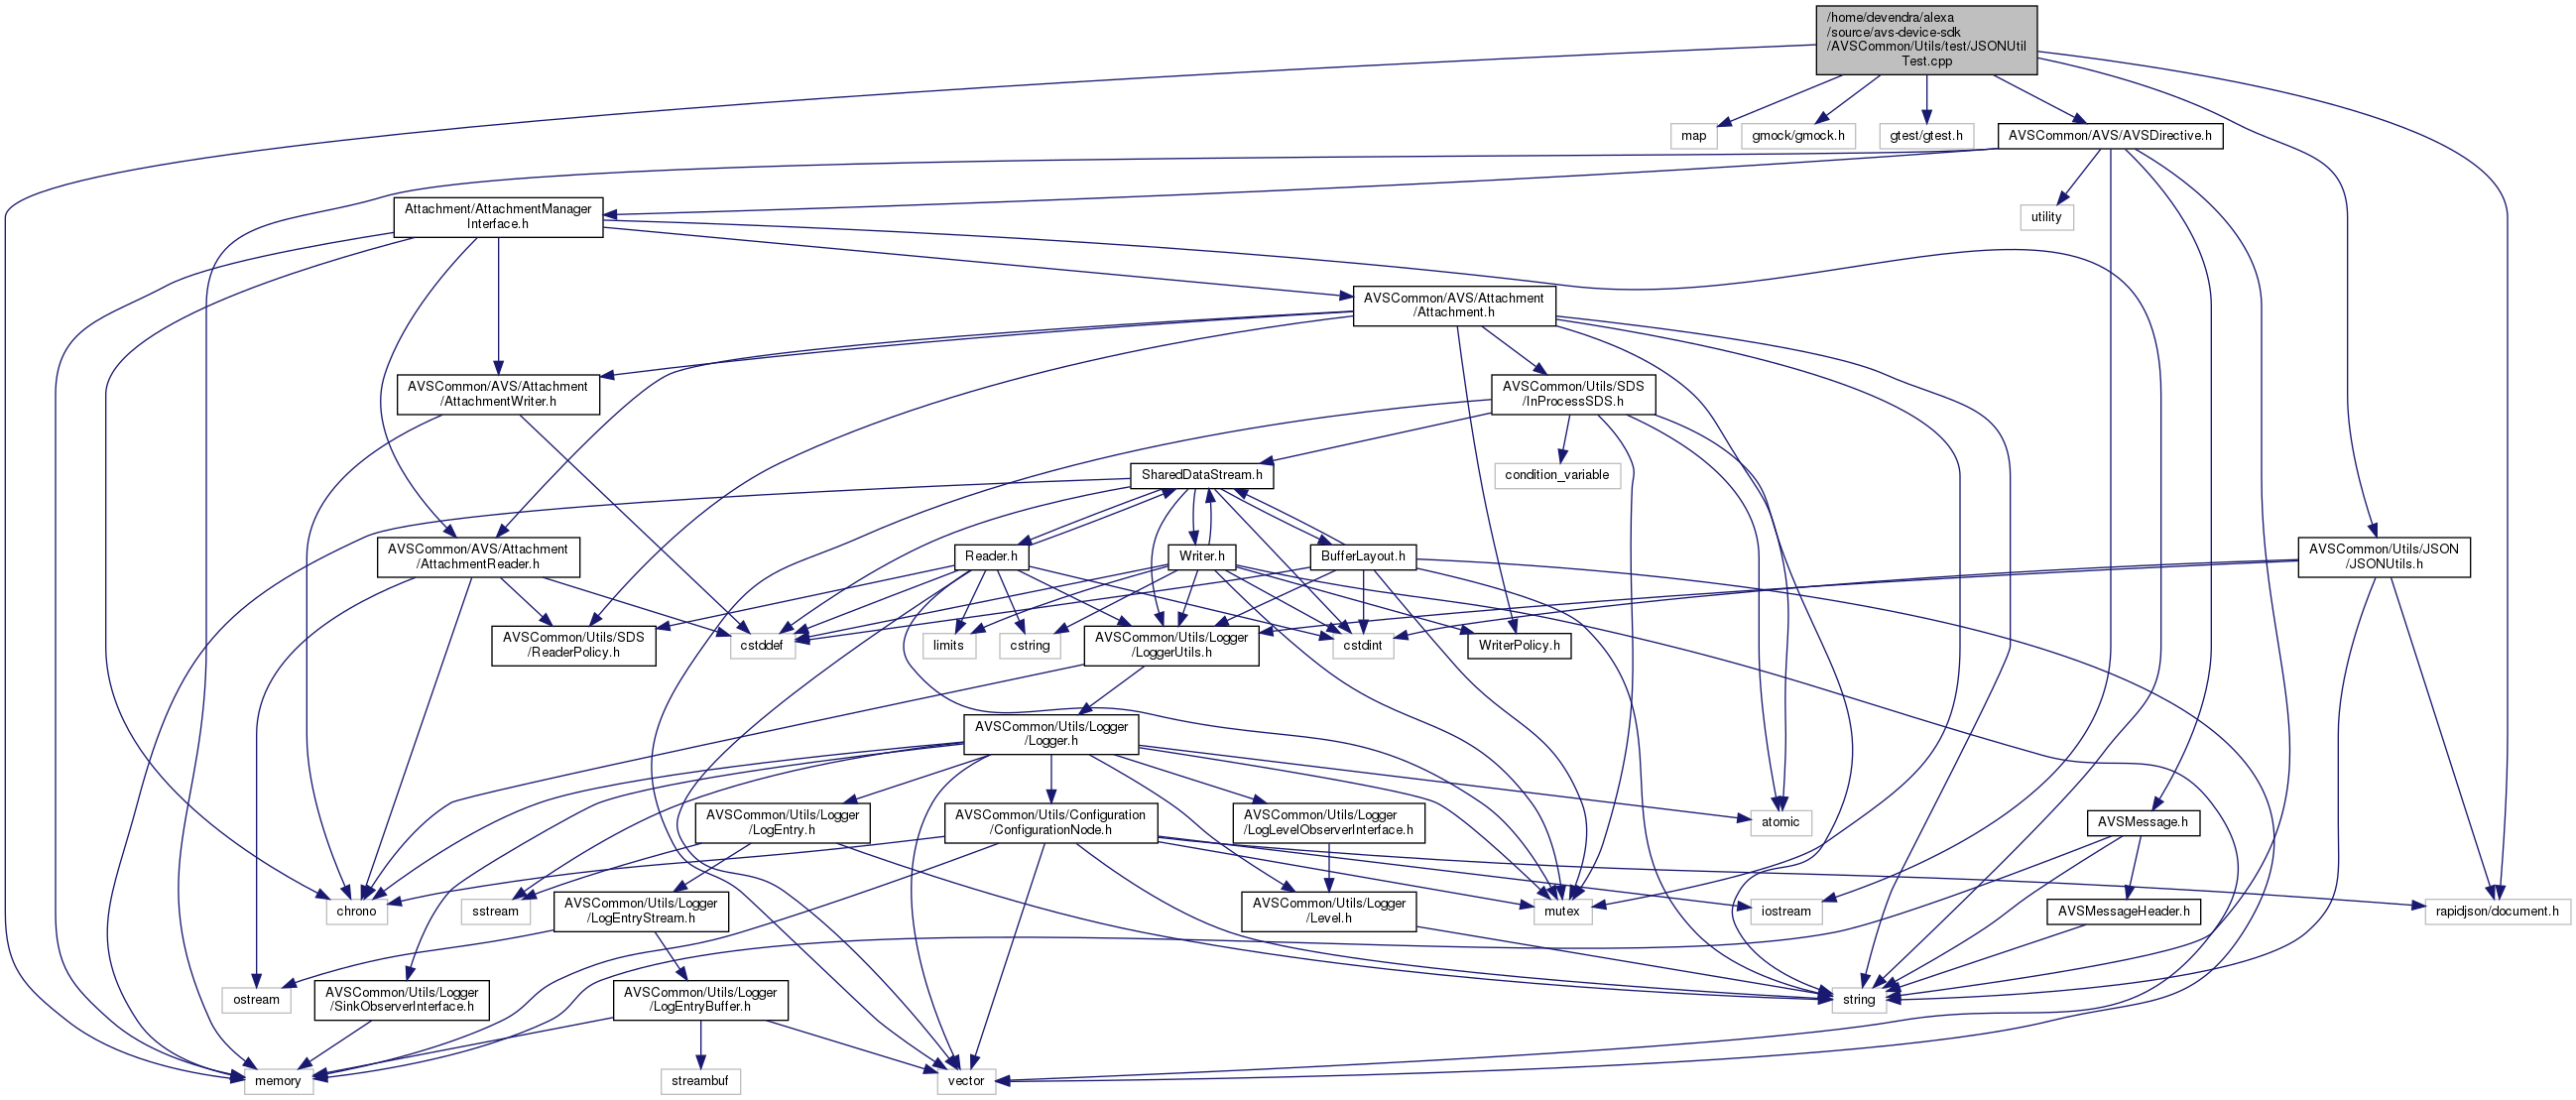 /home/devendra/alexa
/source/avs-device-sdk
/AVSCommon/Utils/test/JSONUtil
Test.cpp
map
gmock/gmock.h
gtest/gtest.h
AVSCommon/AVS/AVSDirective.h
Attachment/AttachmentManager
Interface.h
utility
AVSCommon/AVS/Attachment
/Attachment.h
AVSCommon/AVS/Attachment
/AttachmentWriter.h
AVSCommon/Utils/SDS
/InProcessSDS.h
SharedDataStream.h
condition_variable
AVSCommon/AVS/Attachment
/AttachmentReader.h
Reader.h
Writer.h
BufferLayout.h
AVSCommon/Utils/JSON
/JSONUtils.h
AVSCommon/Utils/SDS
/ReaderPolicy.h
cstddef
limits
cstring
AVSCommon/Utils/Logger
/LoggerUtils.h
cstdint
WriterPolicy.h
AVSCommon/Utils/Logger
/Logger.h
AVSCommon/Utils/Logger
/LogEntry.h
AVSCommon/Utils/Configuration
/ConfigurationNode.h
AVSCommon/Utils/Logger
/LogLevelObserverInterface.h
atomic
AVSMessage.h
chrono
sstream
AVSCommon/Utils/Logger
/LogEntryStream.h
AVSCommon/Utils/Logger
/Level.h
mutex
iostream
AVSMessageHeader.h
rapidjson/document.h
ostream
AVSCommon/Utils/Logger
/SinkObserverInterface.h
AVSCommon/Utils/Logger
/LogEntryBuffer.h
string
memory
streambuf
vector